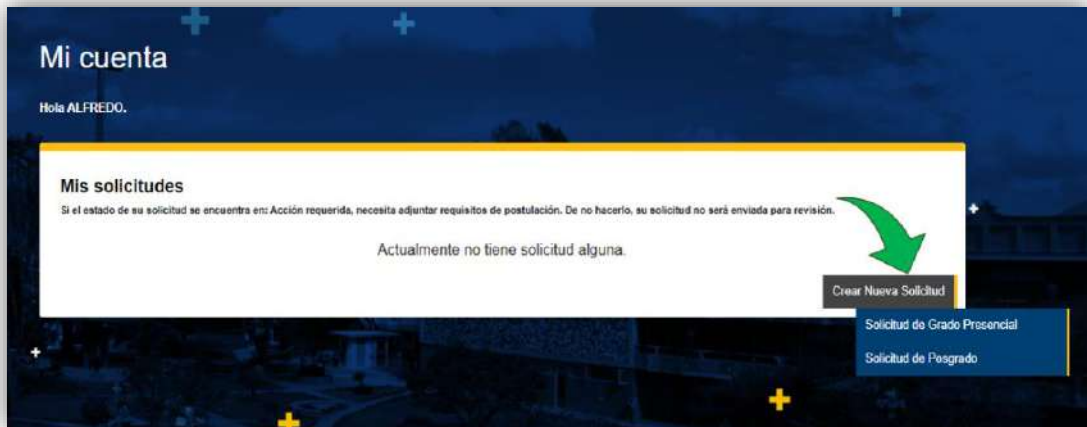 Mi cuenta
Hola ALFREDO.
Mis solicitudes
Si el estado de su solicitud se encuentra en: Acción requerida, necesita adjuntar requisitos de postulación. De no hacerlo, su solicitud no será enviada para revisión.
Actualmente no tiene solicitud alguna.
Crear Nueva Solicitud
Solicitud de Grado Presencial
Solicitud de Posgrado